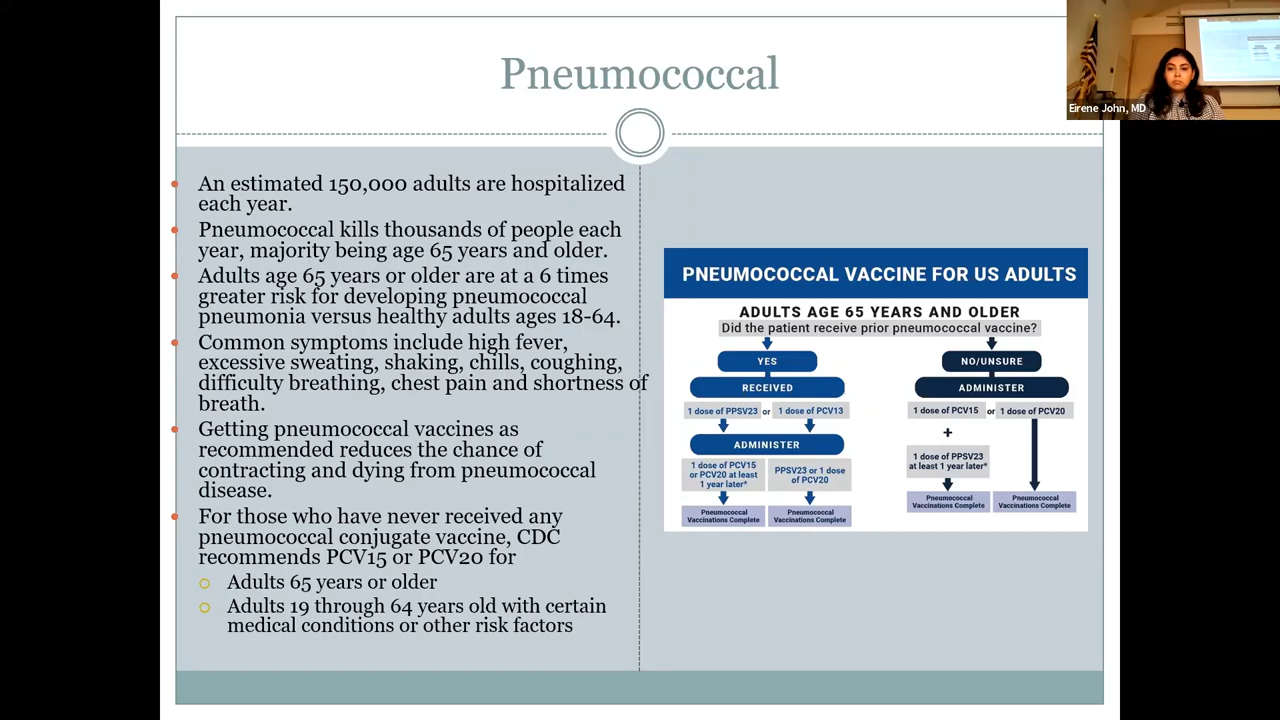 Pneumococcal
Eirene John, MD
An estimated 150,000 adults are hospitalized
each year.
Pneumococcal kills thousands of people each
year, majority being age 65 years and older.
Adults age 65 years or older are at a 6 times
greater risk for developing pneumococcal
pneumonia versus healthy adults ages 18-64.
Common symptoms include high fever,
excessive sweating, shaking, chills, coughing,
difficulty breathing, chest pain and shortness of
breath.
Getting pneumococcal vaccines as
recommended reduces the chance of
contracting and dying from pneumococcal
disease.
For those who have never received any
pneumococcal conjugate vaccine, CDC
recommends PCV15 or PCV20 for
Adults 65 years or older
Adults 19 through 64 years old with certain
medical conditions or other risk factors
PNEUMOCOCCAL VACCINE FOR US ADULTS
ADULTS AGE 65 YEARS AND OLDER
Did the patient receive prior pneumococcal vaccine?
YES
RECEIVED
1 dose of PPSV23 or 1 dose of PCV13
ADMINISTER
1 dose of PCV15
or PCV20 at least
1 year later*
PPSV23 or 1 dose
of PCV20
Pneumococcal
Vaccinations Complete
Pneumococcal
Vaccinations Complete
NO/UNSURE
ADMINISTER
1 dose of PCV15 or 1 dose of PCV20
+
1 dose of PPSV23
at least 1 year later*
Pneumococcal
Vaccinations Complete
Pneumococcal
Vaccinations Complete